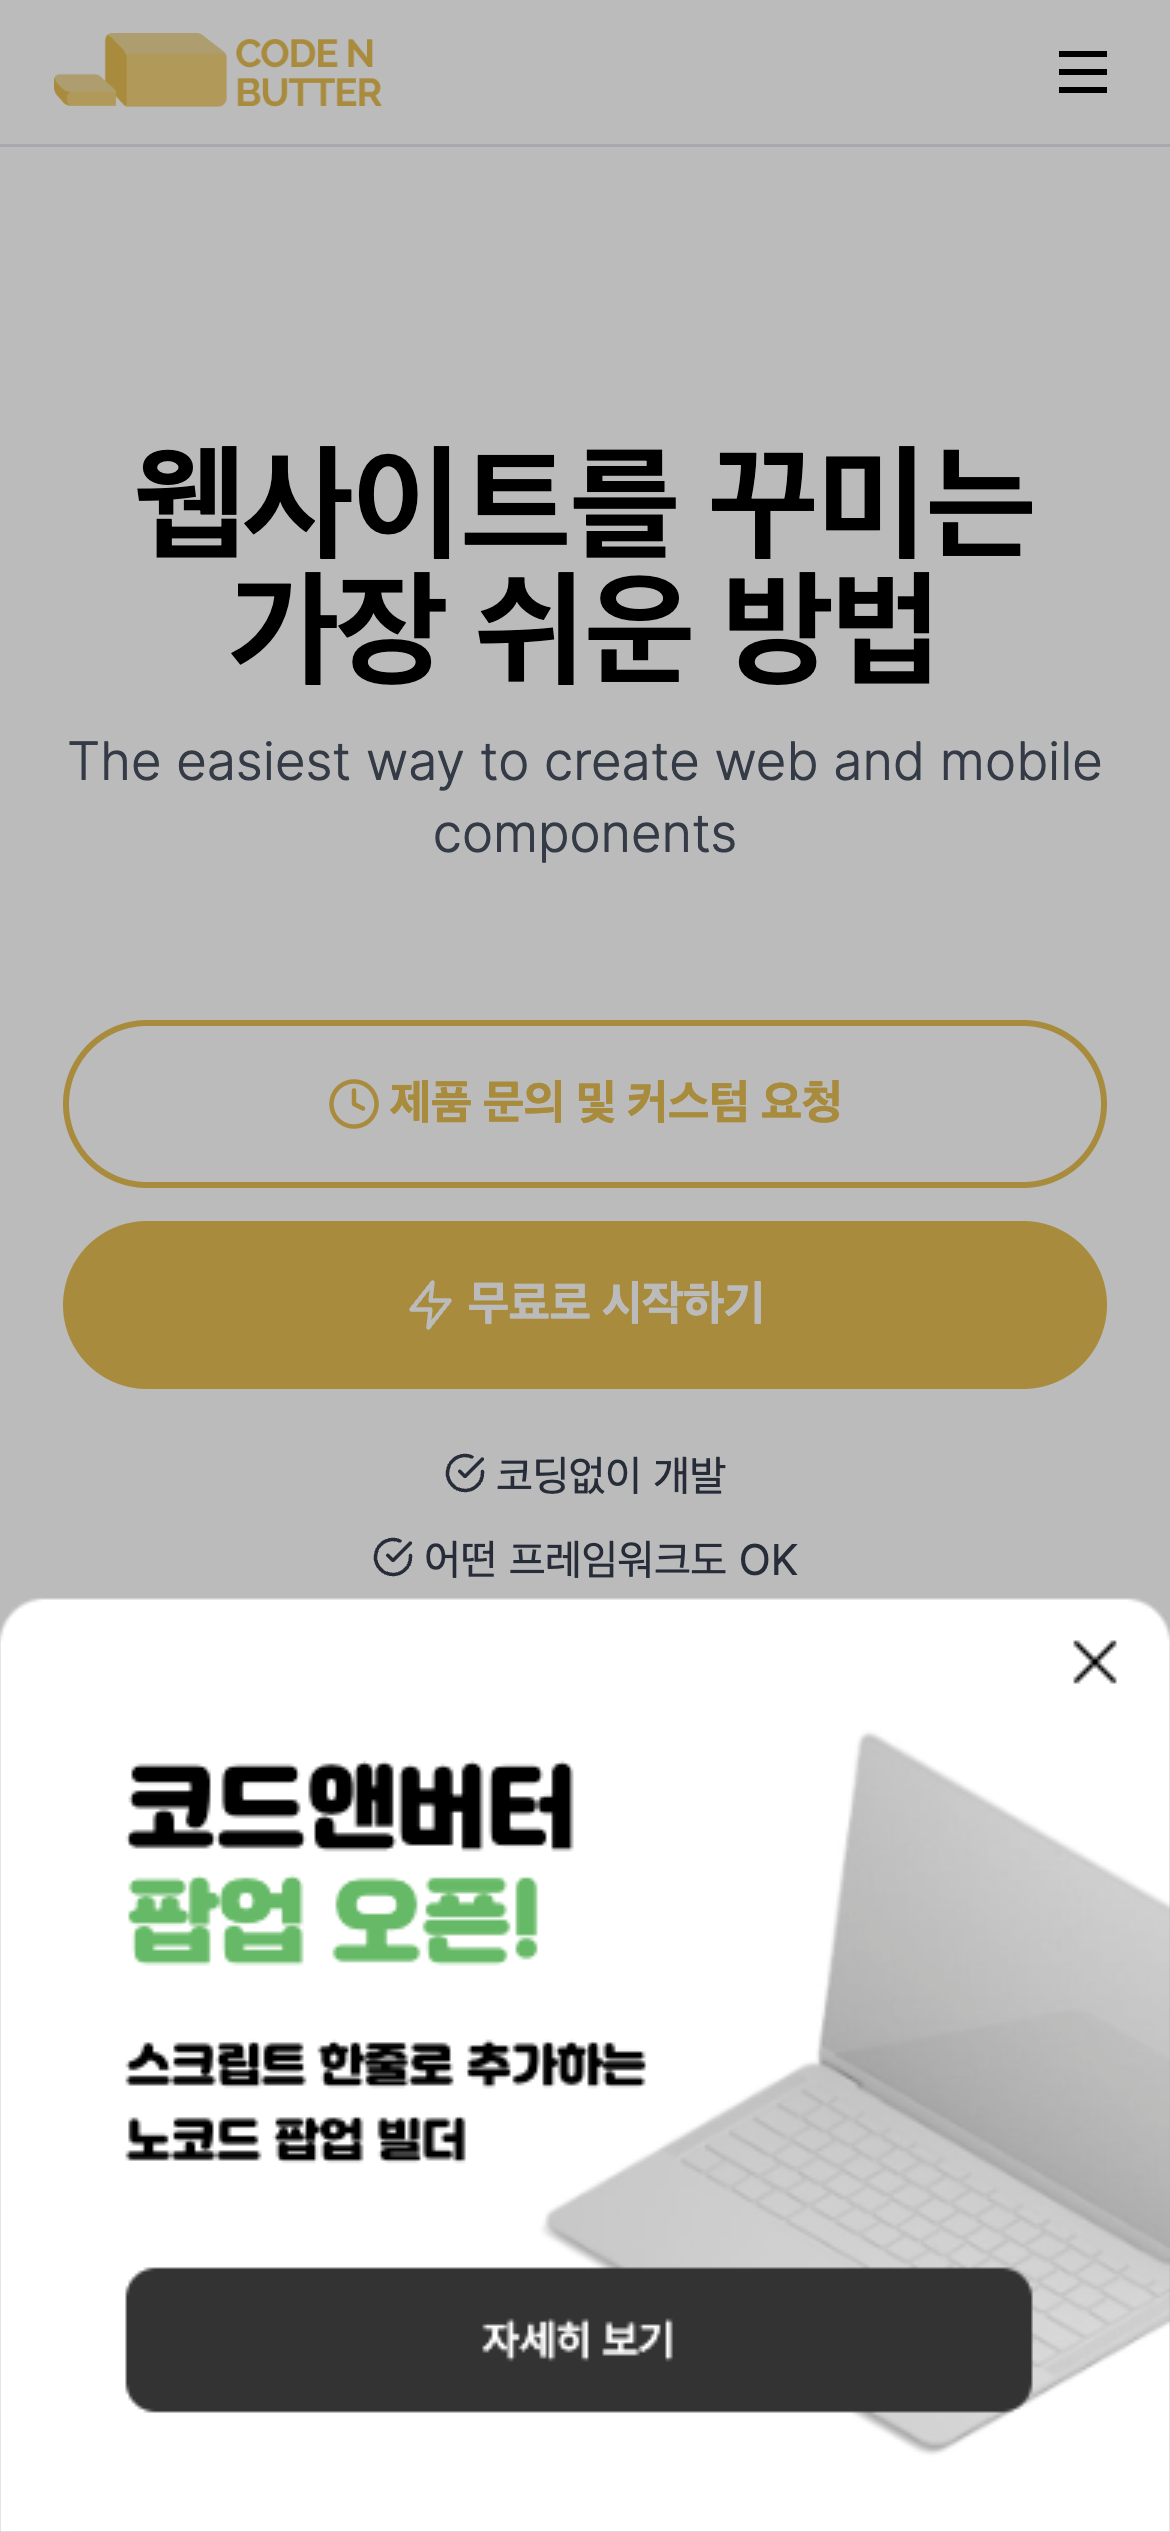 CODE N
BUTTER
웹사이트를 꾸미는
가장 쉬운 방법
The easiest way to create web and mobile
components
제품 문의 및 커스텀 요청
무료로 시작하기
코딩없이 개발
어떤 프레임워크도 OK
코드앤버터
팝업 오픈!
스크립트 한줄로 추가하는
노코드 팝업 빌더
자세히 보기